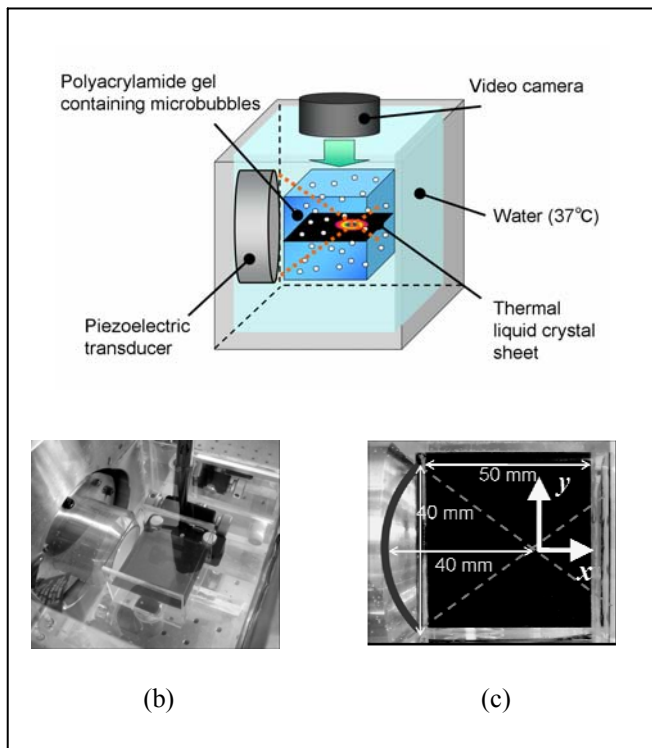 Polyacrylamide gel
containing microbubbles
Video camera
Water (37°C)
Piezoelectric
transducer
Thermal
liquid crystal
sheet
50 mm
y
40 mm
40 mm
x
(b)
(c)